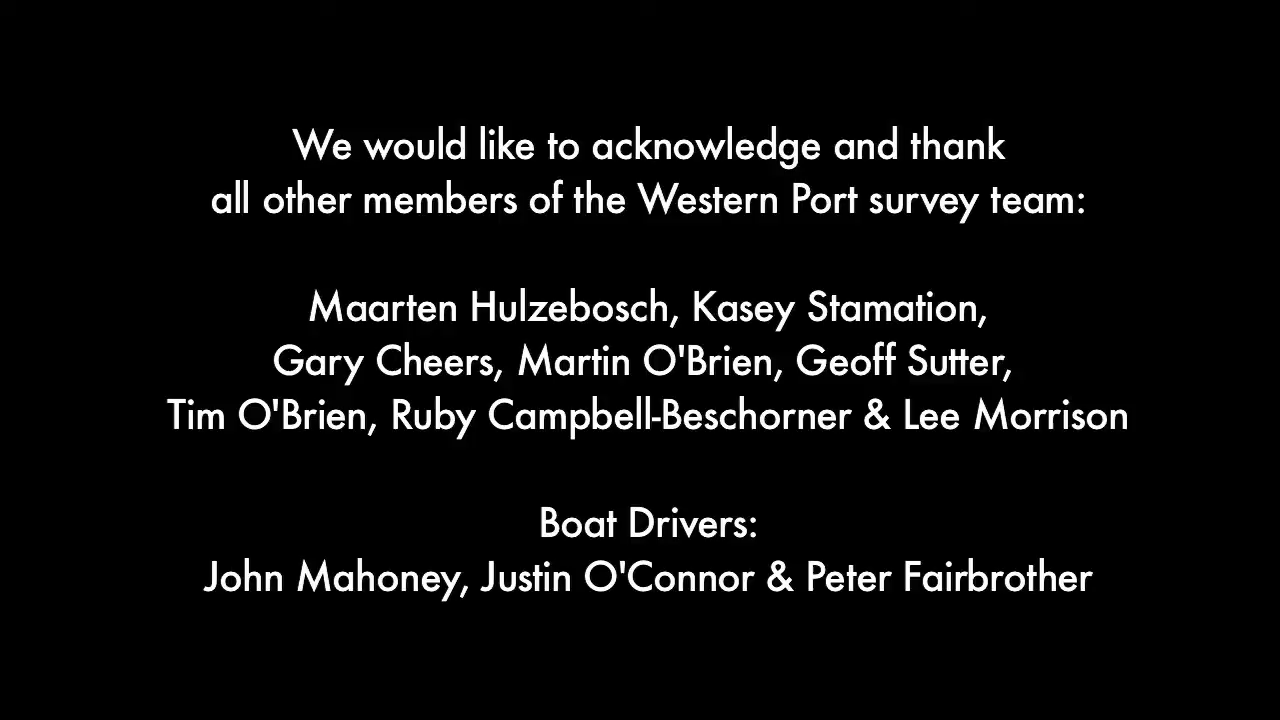 We would like to acknowledge and thank
all other members of the Western Port survey team:
Maarten Hulzebosch, Kasey Stamation,
Gary Cheers, Martin O'Brien, Geoff Sutter,
Tim O'Brien, Ruby Campbell-Beschorner & Lee Morrison
Boat Drivers:
John Mahoney, Justin O'Connor & Peter Fairbrother